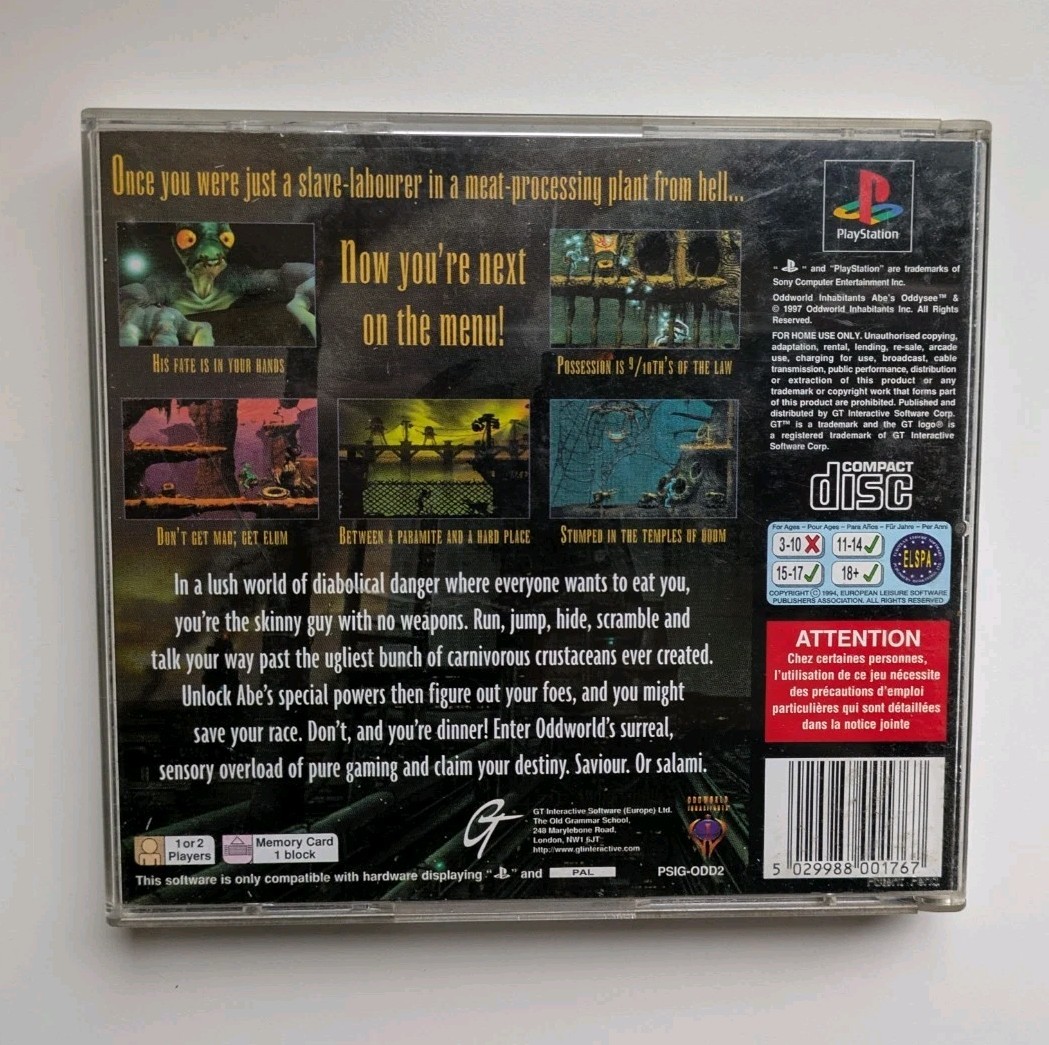 Once you were just a slave-labourer in a meat-processing plant from hell...
Now you're next
on the menu!
His fate is in your hands
Possession is 9/10th's of the law
Don't get mad; get Elum
Between a Paramite and a hard place
Stumped in the temples of doom
In a lush world of diabolical danger where everyone wants to eat you,
you're the skinny guy with no weapons. Run, jump, hide, scramble and
talk your way past the ugliest bunch of carnivorous crustaceans ever created.
Unlock Abe's special powers then figure out your foes, and you might
save your race. Don't, and you're dinner! Enter Oddworld's surreal,
sensory overload of pure gaming and claim your destiny. Saviour. Or salami.
1 or 2
Players
Memory Card
1 block
GT
GT Interactive Software (Europe) Ltd.
The Old Grammar School,
248 Marylebone Road,
London, NW1 6JT
http://www.gtinteractive.com
ODDWORLD
INHABITANTS
This software is only compatible with hardware displaying " " and PAL
PSIG-ODD2
PlayStation
" " and "PlayStation" are trademarks of
Sony Computer Entertainment Inc.
Oddworld Inhabitants Abe's Oddysee™ &
© 1997 Oddworld Inhabitants Inc. All Rights
Reserved.
FOR HOME USE ONLY. Unauthorised copying,
adaptation, rental, lending, re-sale, arcade
use, charging for use, broadcast, cable
transmission, public performance, distribution
or extraction of this product or any
trademark or copyright work that forms part
of this product are prohibited. Published and
distributed by GT Interactive Software Corp.
GT™ is a trademark and the GT logo® is
a registered trademark of GT Interactive
Software Corp.
COMPACT
disc
For Ages - Pour Ages - Para Años - Für Jahre - Per Anni
3-10 11-14
15-17 18+
ELSPA
COPYRIGHT © 1994, EUROPEAN LEISURE SOFTWARE
PUBLISHERS ASSOCIATION. ALL RIGHTS RESERVED
ATTENTION
Chez certaines personnes,
l'utilisation de ce jeu nécessite
des précautions d'emploi
particulières qui sont détaillées
dans la notice jointe
5 029988 001767